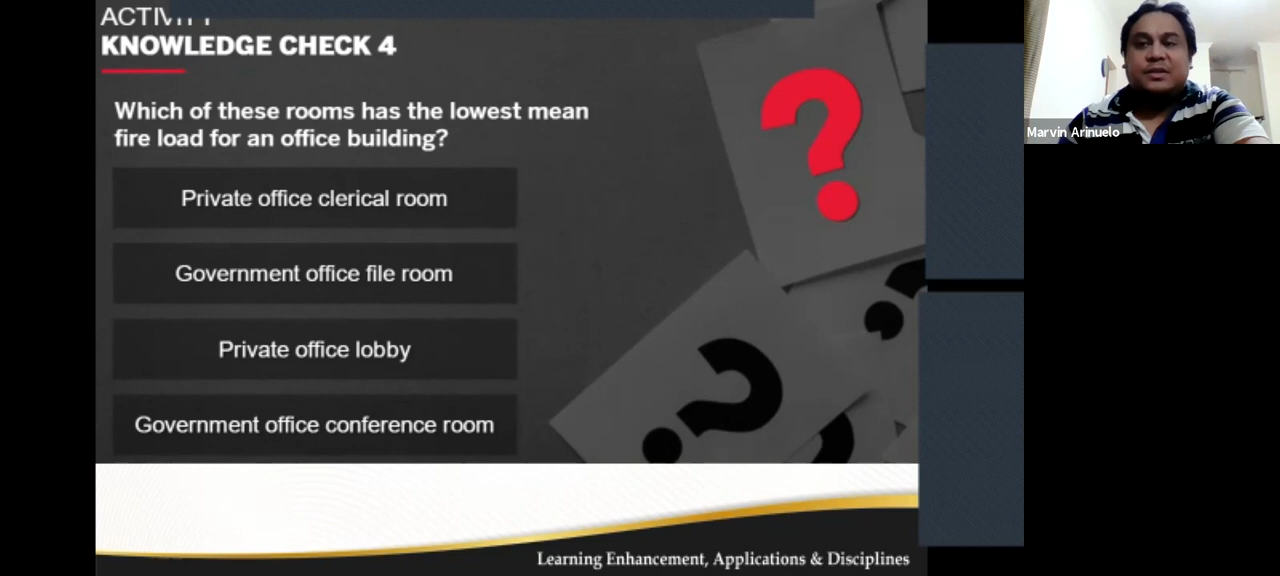 KNOWLEDGE CHECK 4
Which of these rooms has the lowest mean
fire load for an office building?
Private office clerical room
Government office file room
Private office lobby
Government office conference room
Learning Enhancement, Applications & Disciplines
Marvin Arinuelo